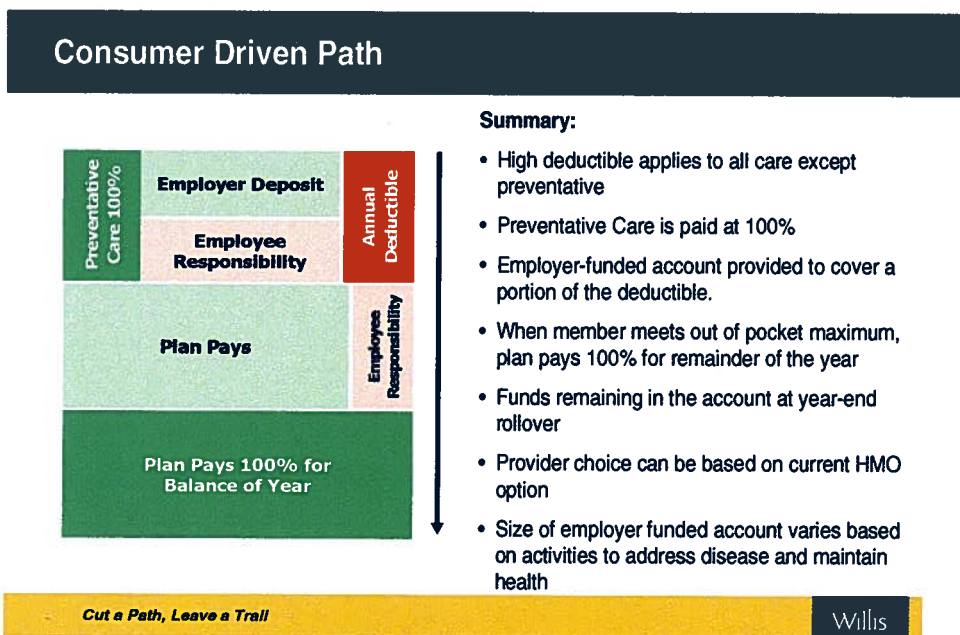 Consumer Driven Path
Preventative
Care 100%
Employer Deposit
Employee
Responsibility
Annual
Deductible
Plan Pays
Employee
Responsibility
Plan Pays 100% for
Balance of Year
Summary:
• High deductible applies to all care except
preventative
• Preventative Care is paid at 100%
• Employer-funded account provided to cover a
portion of the deductible.
• When member meets out of pocket maximum,
plan pays 100% for remainder of the year
• Funds remaining in the account at year-end
rollover
• Provider choice can be based on current HMO
option
• Size of employer funded account varies based
on activities to address disease and maintain
health
Cut a Path, Leave a Trail
Willis